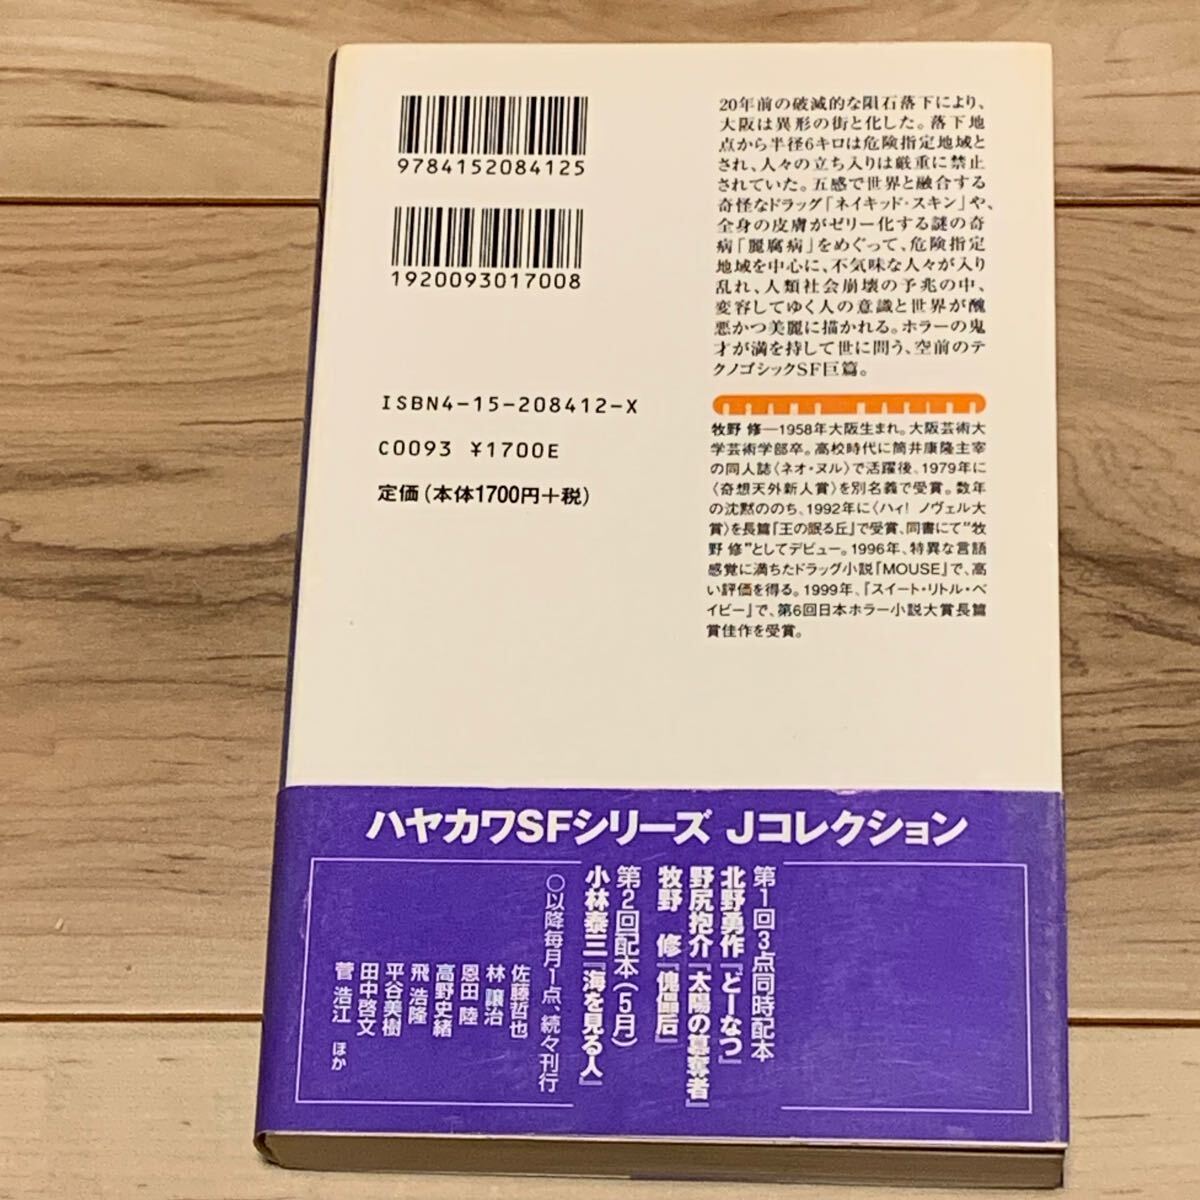 9784152084125
1920093017008
ISBN4-15-208412-X
C0093 ¥1700E
定価(本体1700円+税)
20年前の破滅的な隕石落下により、
大阪は異形の街と化した。落下地
点から半径6キロは危険指定地域と
され、人々の立ち入りは厳重に禁止
されていた。五感で世界と融合する
奇怪なドラッグ「ネイキッド・スキン」や、
全身の皮膚がゼリー化する謎の奇
病「麗腐病」をめぐって、危険指定
地域を中心に、不気味な人々が入り
乱れ、人類社会崩壊の予兆の中、
変容してゆく人の意識と世界が醜
悪かつ美麗に描かれる。ホラーの鬼
才が満を持して世に問う、空前のテ
クノゴシックSF巨篇。
牧野 修―1958年大阪生まれ。大阪芸術大
学芸術学部卒。高校時代に筒井康隆主宰
の同人誌〈ネオ・ヌル〉で活躍後、1979年に
〈奇想天外新人賞〉を別名義で受賞。数年
の沈黙ののち、1992年に〈ハィ! ノヴェル大
賞〉を長篇『王の眠る丘』で受賞、同書にて“牧
野 修”としてデビュー。1996年、特異な言語
感覚に満ちたドラッグ小説『MOUSE』で、高
い評価を得る。1999年、『スイート・リトル・ベ
イビー』で、第6回日本ホラー小説大賞長篇
賞佳作を受賞。
ハヤカワSFシリーズ Jコレクション
第1回3点同時配本
北野勇作『どーなつ』
野尻抱介『太陽の簒奪者』
牧野 修『傀儡后』
第2回配本(5月)
小林泰三『海を見る人』
○以降毎月1点、続々刊行
佐藤哲也
林 譲治
恩田 陸
高野史緒
飛 浩隆
平谷美樹
田中啓文
菅 浩江 ほか